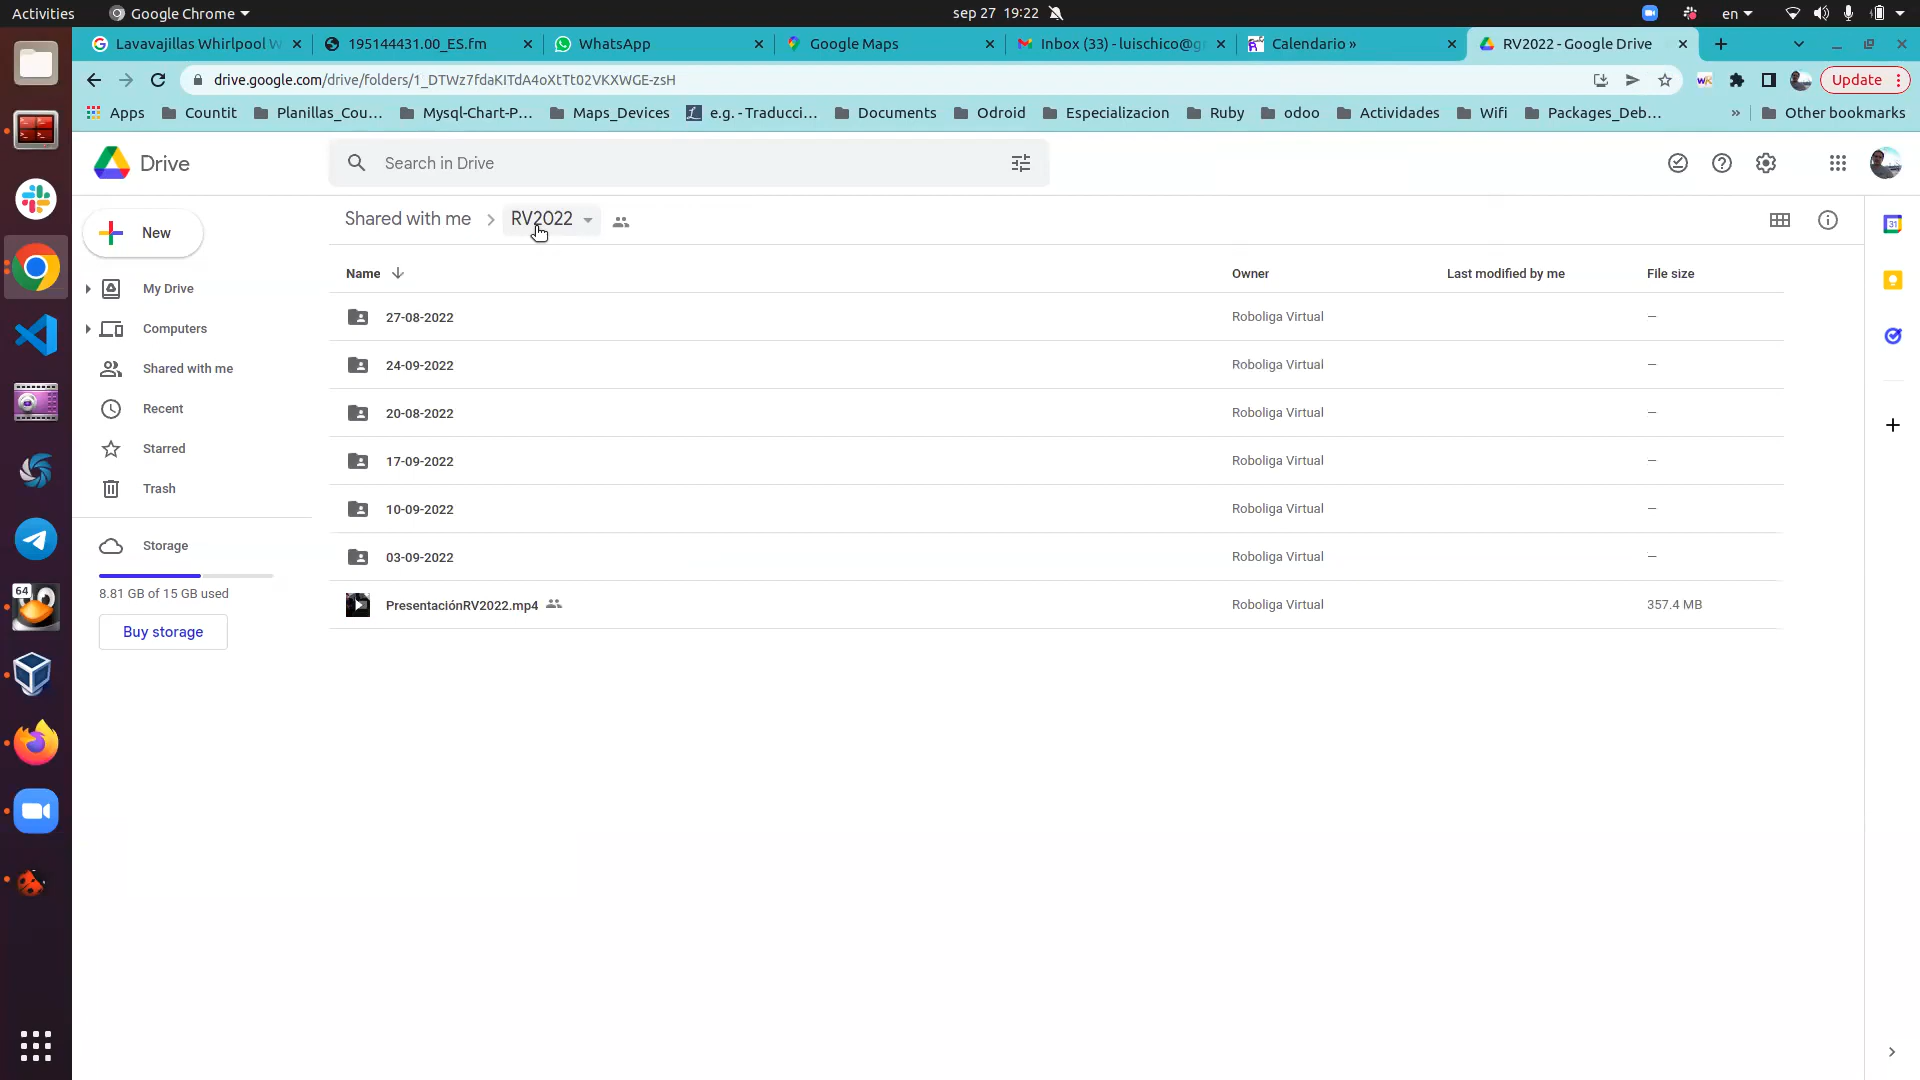 Activities
Google Chrome
sep 27 19:22
en
Lavavajillas Whirlpool W
195144431.00_ES.fm
WhatsApp
Google Maps
Inbox (33) - luischico@g
Calendario »
RV2022 - Google Drive
drive.google.com/drive/folders/1_DTWz7fdaKITdA4oXtTt02VKXWGE-zsH
Update
Apps
Countit
Planillas_Cou...
Mysql-Chart-P...
Maps_Devices
e.g. - Traducci...
Documents
Odroid
Especializacion
Ruby
odoo
Actividades
Wifi
Packages_Deb...
»
Other bookmarks
Drive
Search in Drive
New
Shared with me
RV2022
My Drive
Computers
Shared with me
Recent
Starred
Trash
Storage
8.81 GB of 15 GB used
Buy storage
Name
Owner
Last modified by me
File size
27-08-2022
Roboliga Virtual
—
24-09-2022
Roboliga Virtual
—
20-08-2022
Roboliga Virtual
—
17-09-2022
Roboliga Virtual
—
10-09-2022
Roboliga Virtual
—
03-09-2022
Roboliga Virtual
—
PresentaciónRV2022.mp4
Roboliga Virtual
357.4 MB
64
31